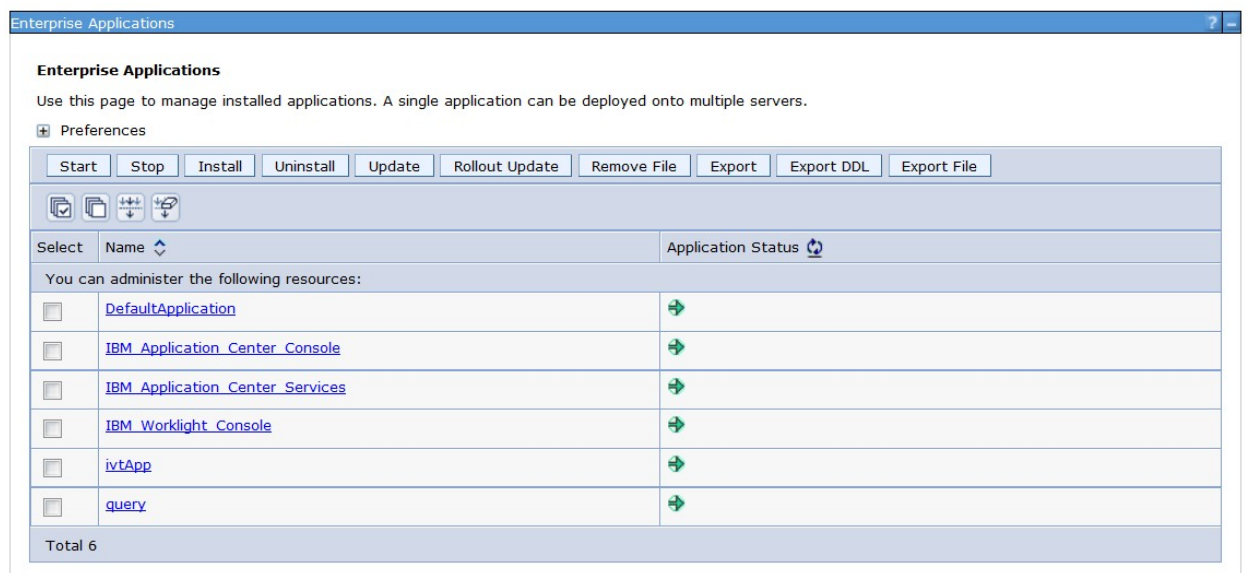 Enterprise Applications ? –
Enterprise Applications
Use this page to manage installed applications. A single application can be deployed onto multiple servers.
+ Preferences
Start Stop Install Uninstall Update Rollout Update Remove File Export Export DDL Export File
Select Name Application Status
You can administer the following resources:
DefaultApplication
IBM_Application_Center_Console
IBM_Application_Center_Services
IBM_Worklight_Console
ivtApp
query
Total 6